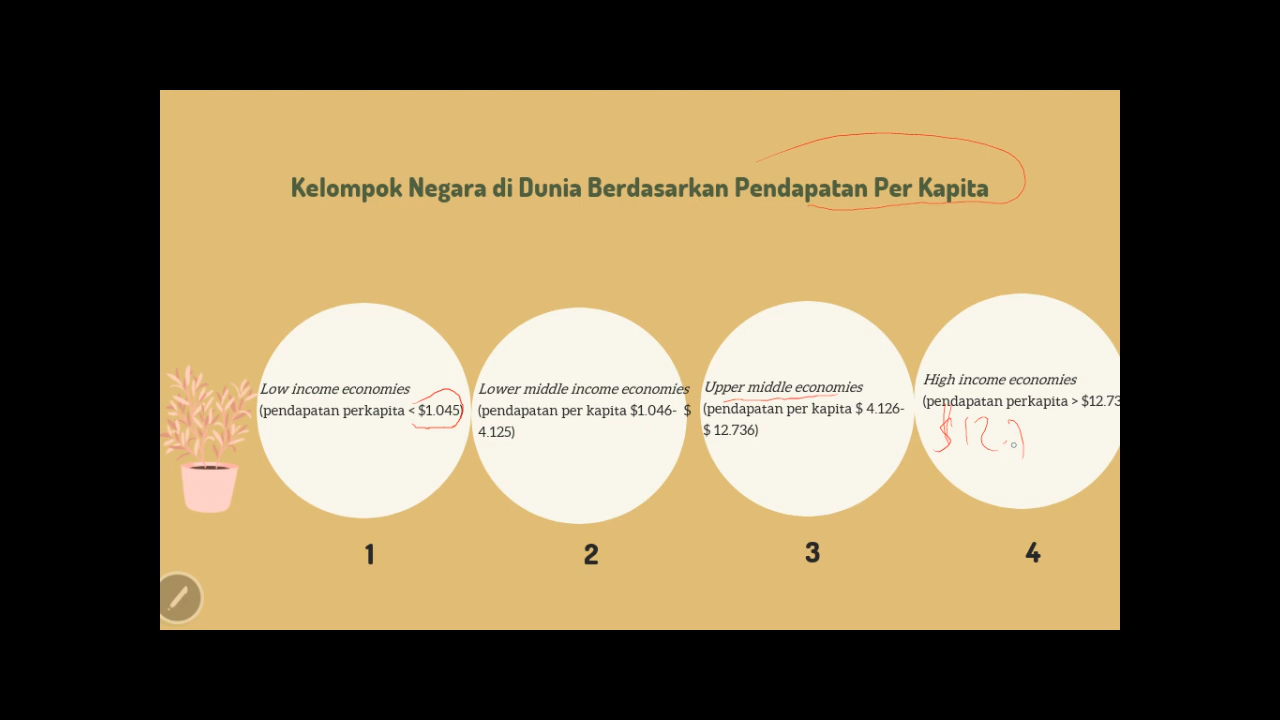 Kelompok Negara di Dunia Berdasarkan Pendapatan Per Kapita
Low income economies
(pendapatan perkapita < $1.045)
Lower middle income economies
(pendapatan per kapita $1.046- $
4.125)
Upper middle economies
(pendapatan per kapita $ 4.126-
$ 12.736)
High income economies
(pendapatan perkapita > $12.73
1
2
3
4